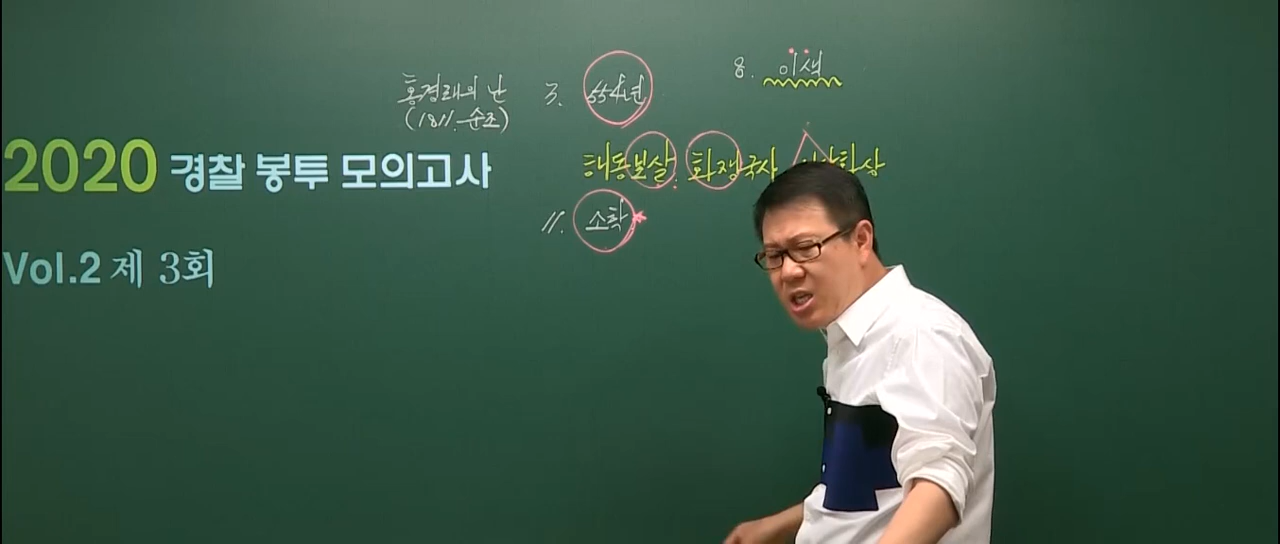 홍경래의 난
(1811. 순조)
3. 554년
8. 이색
2020 경찰 봉투 모의고사
해동보살. 화쟁국사
Vol.2 제 3회
11. 소학